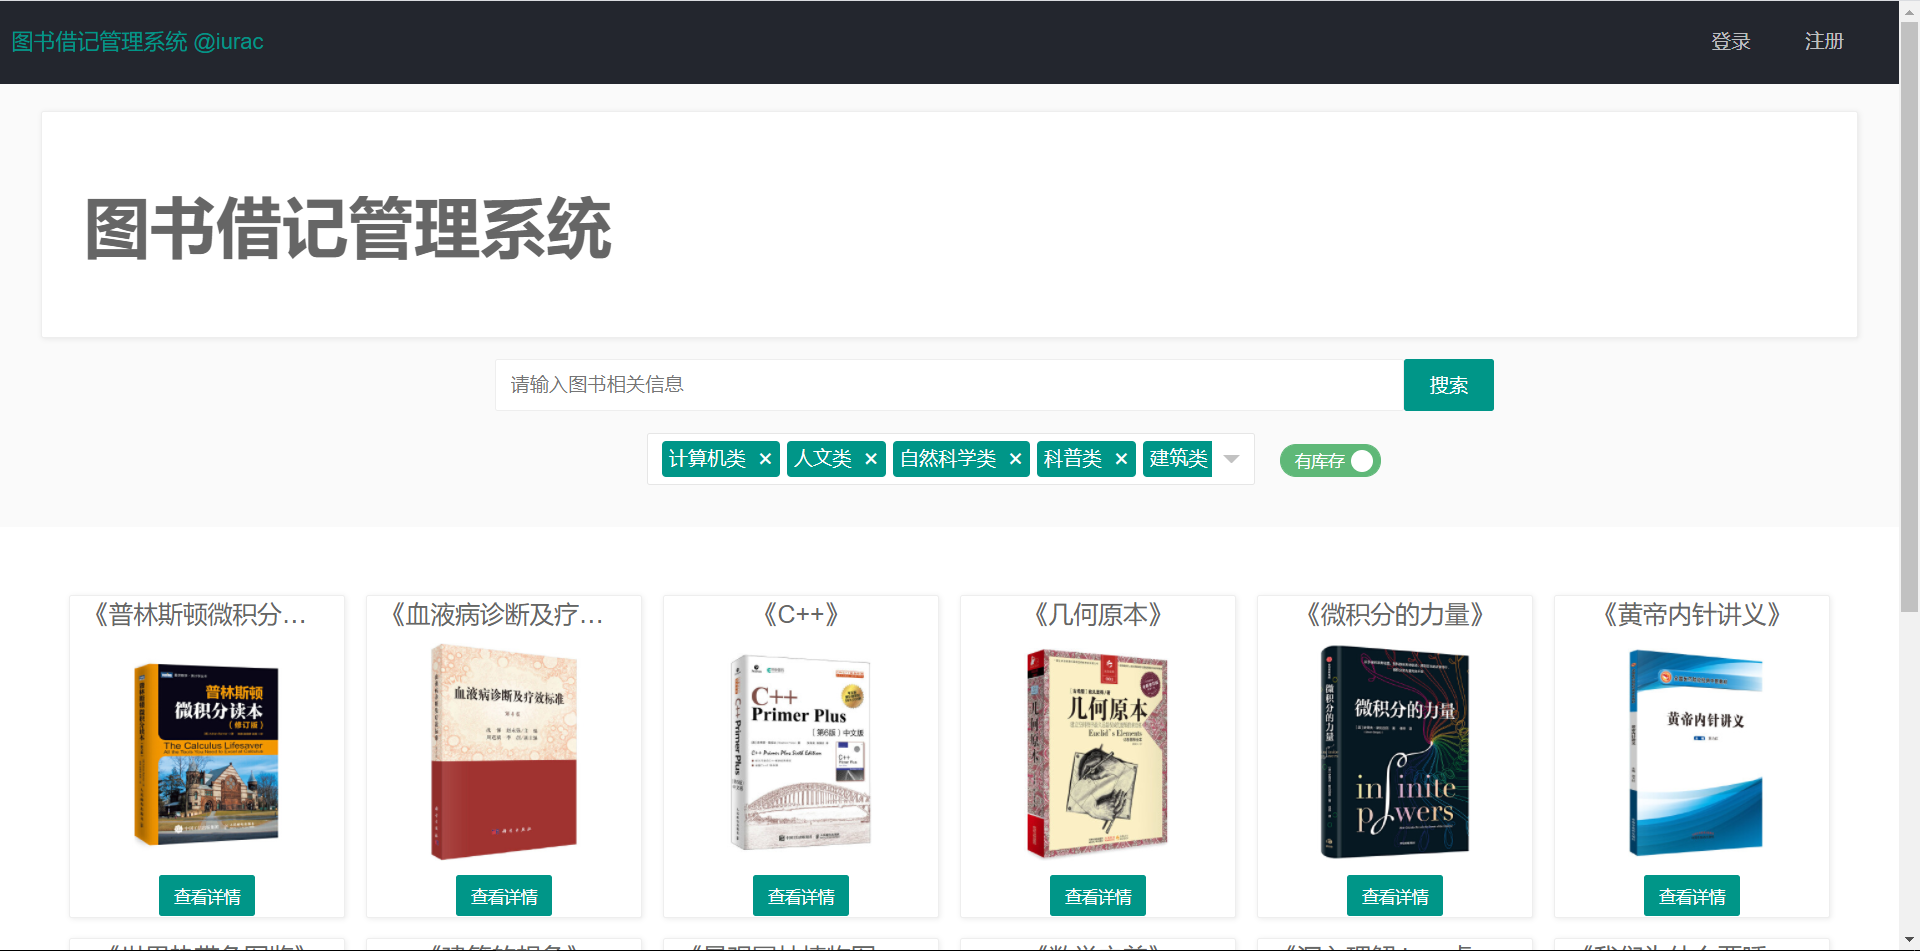 图书借记管理系统 @iurac
登录
注册
图书借记管理系统
请输入图书相关信息
搜索
计算机类 ×
人文类 ×
自然科学类 ×
科普类 ×
建筑类
有库存
《普林斯顿微积分…
《血液病诊断及疗…
《C++》
《几何原本》
《微积分的力量》
《黄帝内针讲义》
普林斯顿
微积分读本
（修订版）
The Calculus Lifesaver
血液病诊断及疗效标准
C++
Primer Plus
（第6版）中文版
C++ Primer Plus Sixth Edition
几何原本
Euclid's Elements
微积分的力量
infinite
powers
黄帝内针讲义
查看详情
查看详情
查看详情
查看详情
查看详情
查看详情